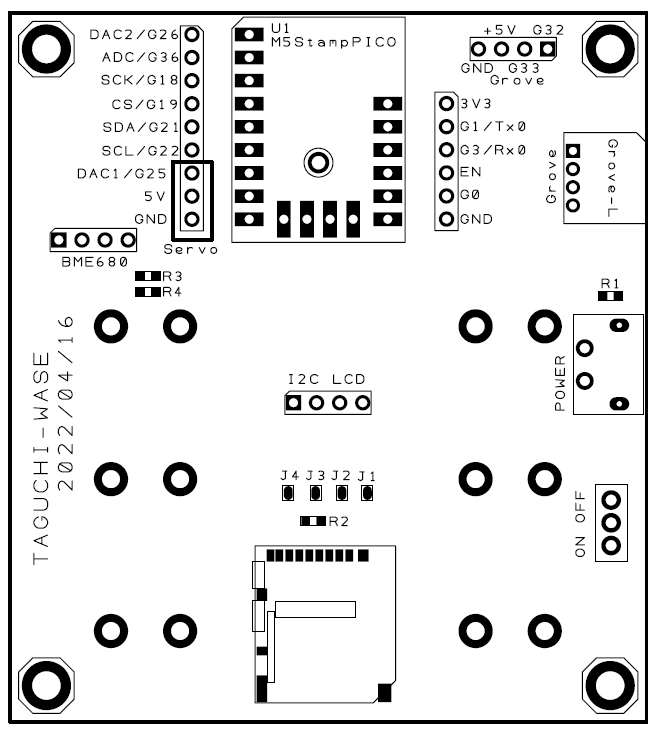 DAC2/G26
ADC/G36
SCK/G18
CS/G19
SDA/G21
SCL/G22
DAC1/G25
5V
GND
Servo
U1
M5StampPICO
+5V G32
GND G33
Grove
3V3
G1/Tx0
G3/Rx0
EN
G0
GND
Grove
Grove-L
BME680
R3
R4
R1
POWER
I2C LCD
J4 J3 J2 J1
R2
ON OFF
TAGUCHI-WASE
2022/04/16